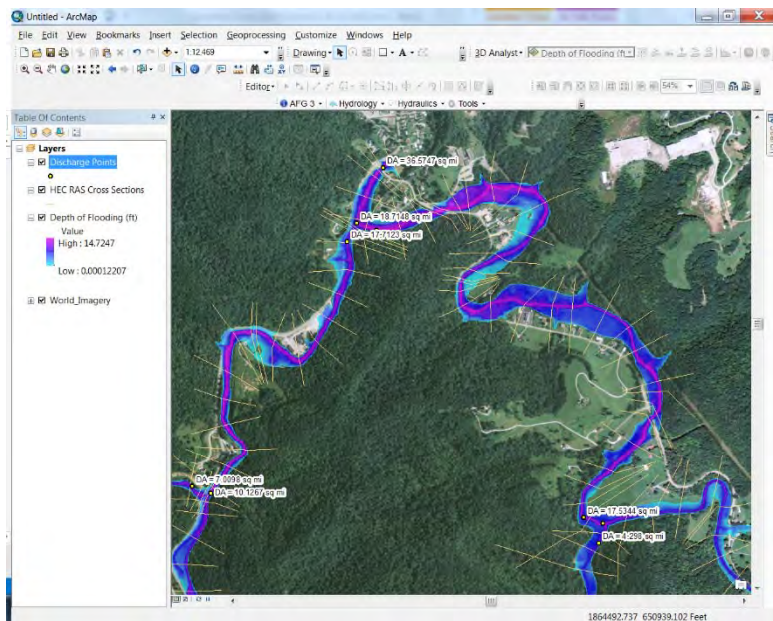 Untitled - ArcMap
File Edit View Bookmarks Insert Selection Geoprocessing Customize Windows Help
1:12,469 Drawing A 3D Analyst Depth of Flooding (ft)
Editor 54%
AFG 3 Hydrology Hydraulics Tools
Table Of Contents
Layers
Discharge Points
HEC RAS Cross Sections
Depth of Flooding (ft)
Value
High : 14.7247
Low : 0.00012207
World_Imagery
DA = 36.5747 sq mi
DA = 18.7148 sq mi
DA = 17.7123 sq mi
DA = 7.0098 sq mi
DA = 10.1267 sq mi
DA = 17.5344 sq mi
DA = 4.298 sq mi
1864492.737 650939.102 Feet